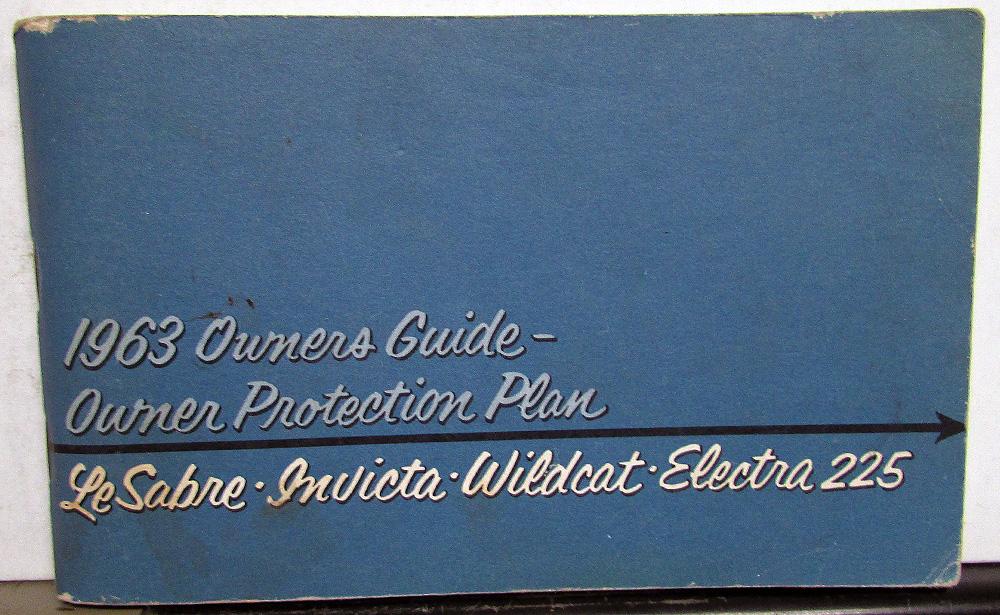 1963 Owners Guide –
Owner Protection Plan
LeSabre · Invicta · Wildcat · Electra 225